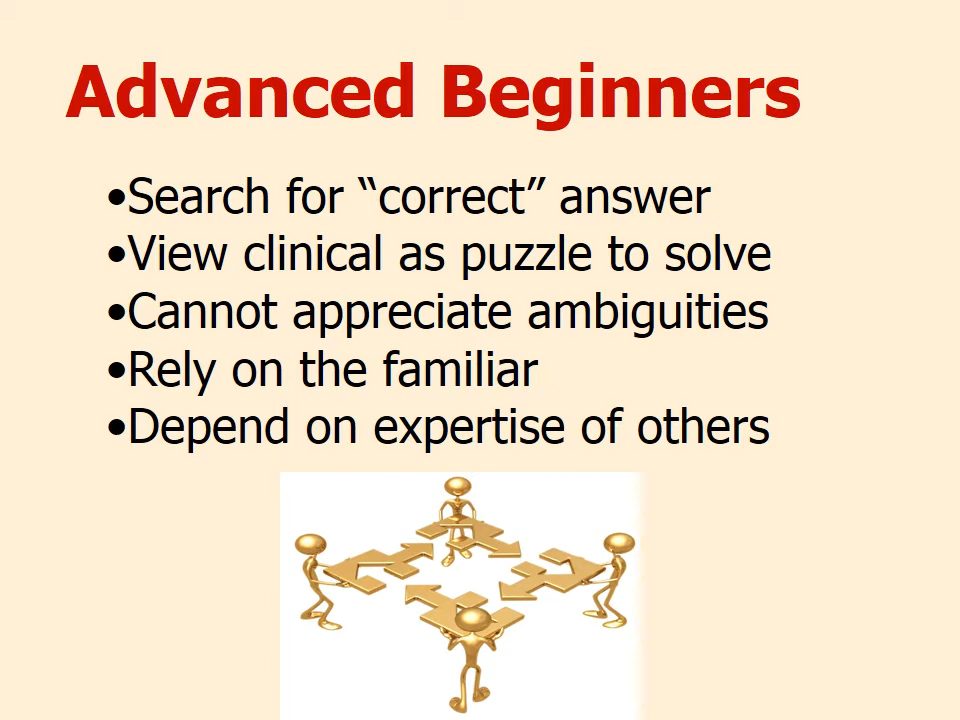 Advanced Beginners
•Search for “correct” answer
•View clinical as puzzle to solve
•Cannot appreciate ambiguities
•Rely on the familiar
•Depend on expertise of others